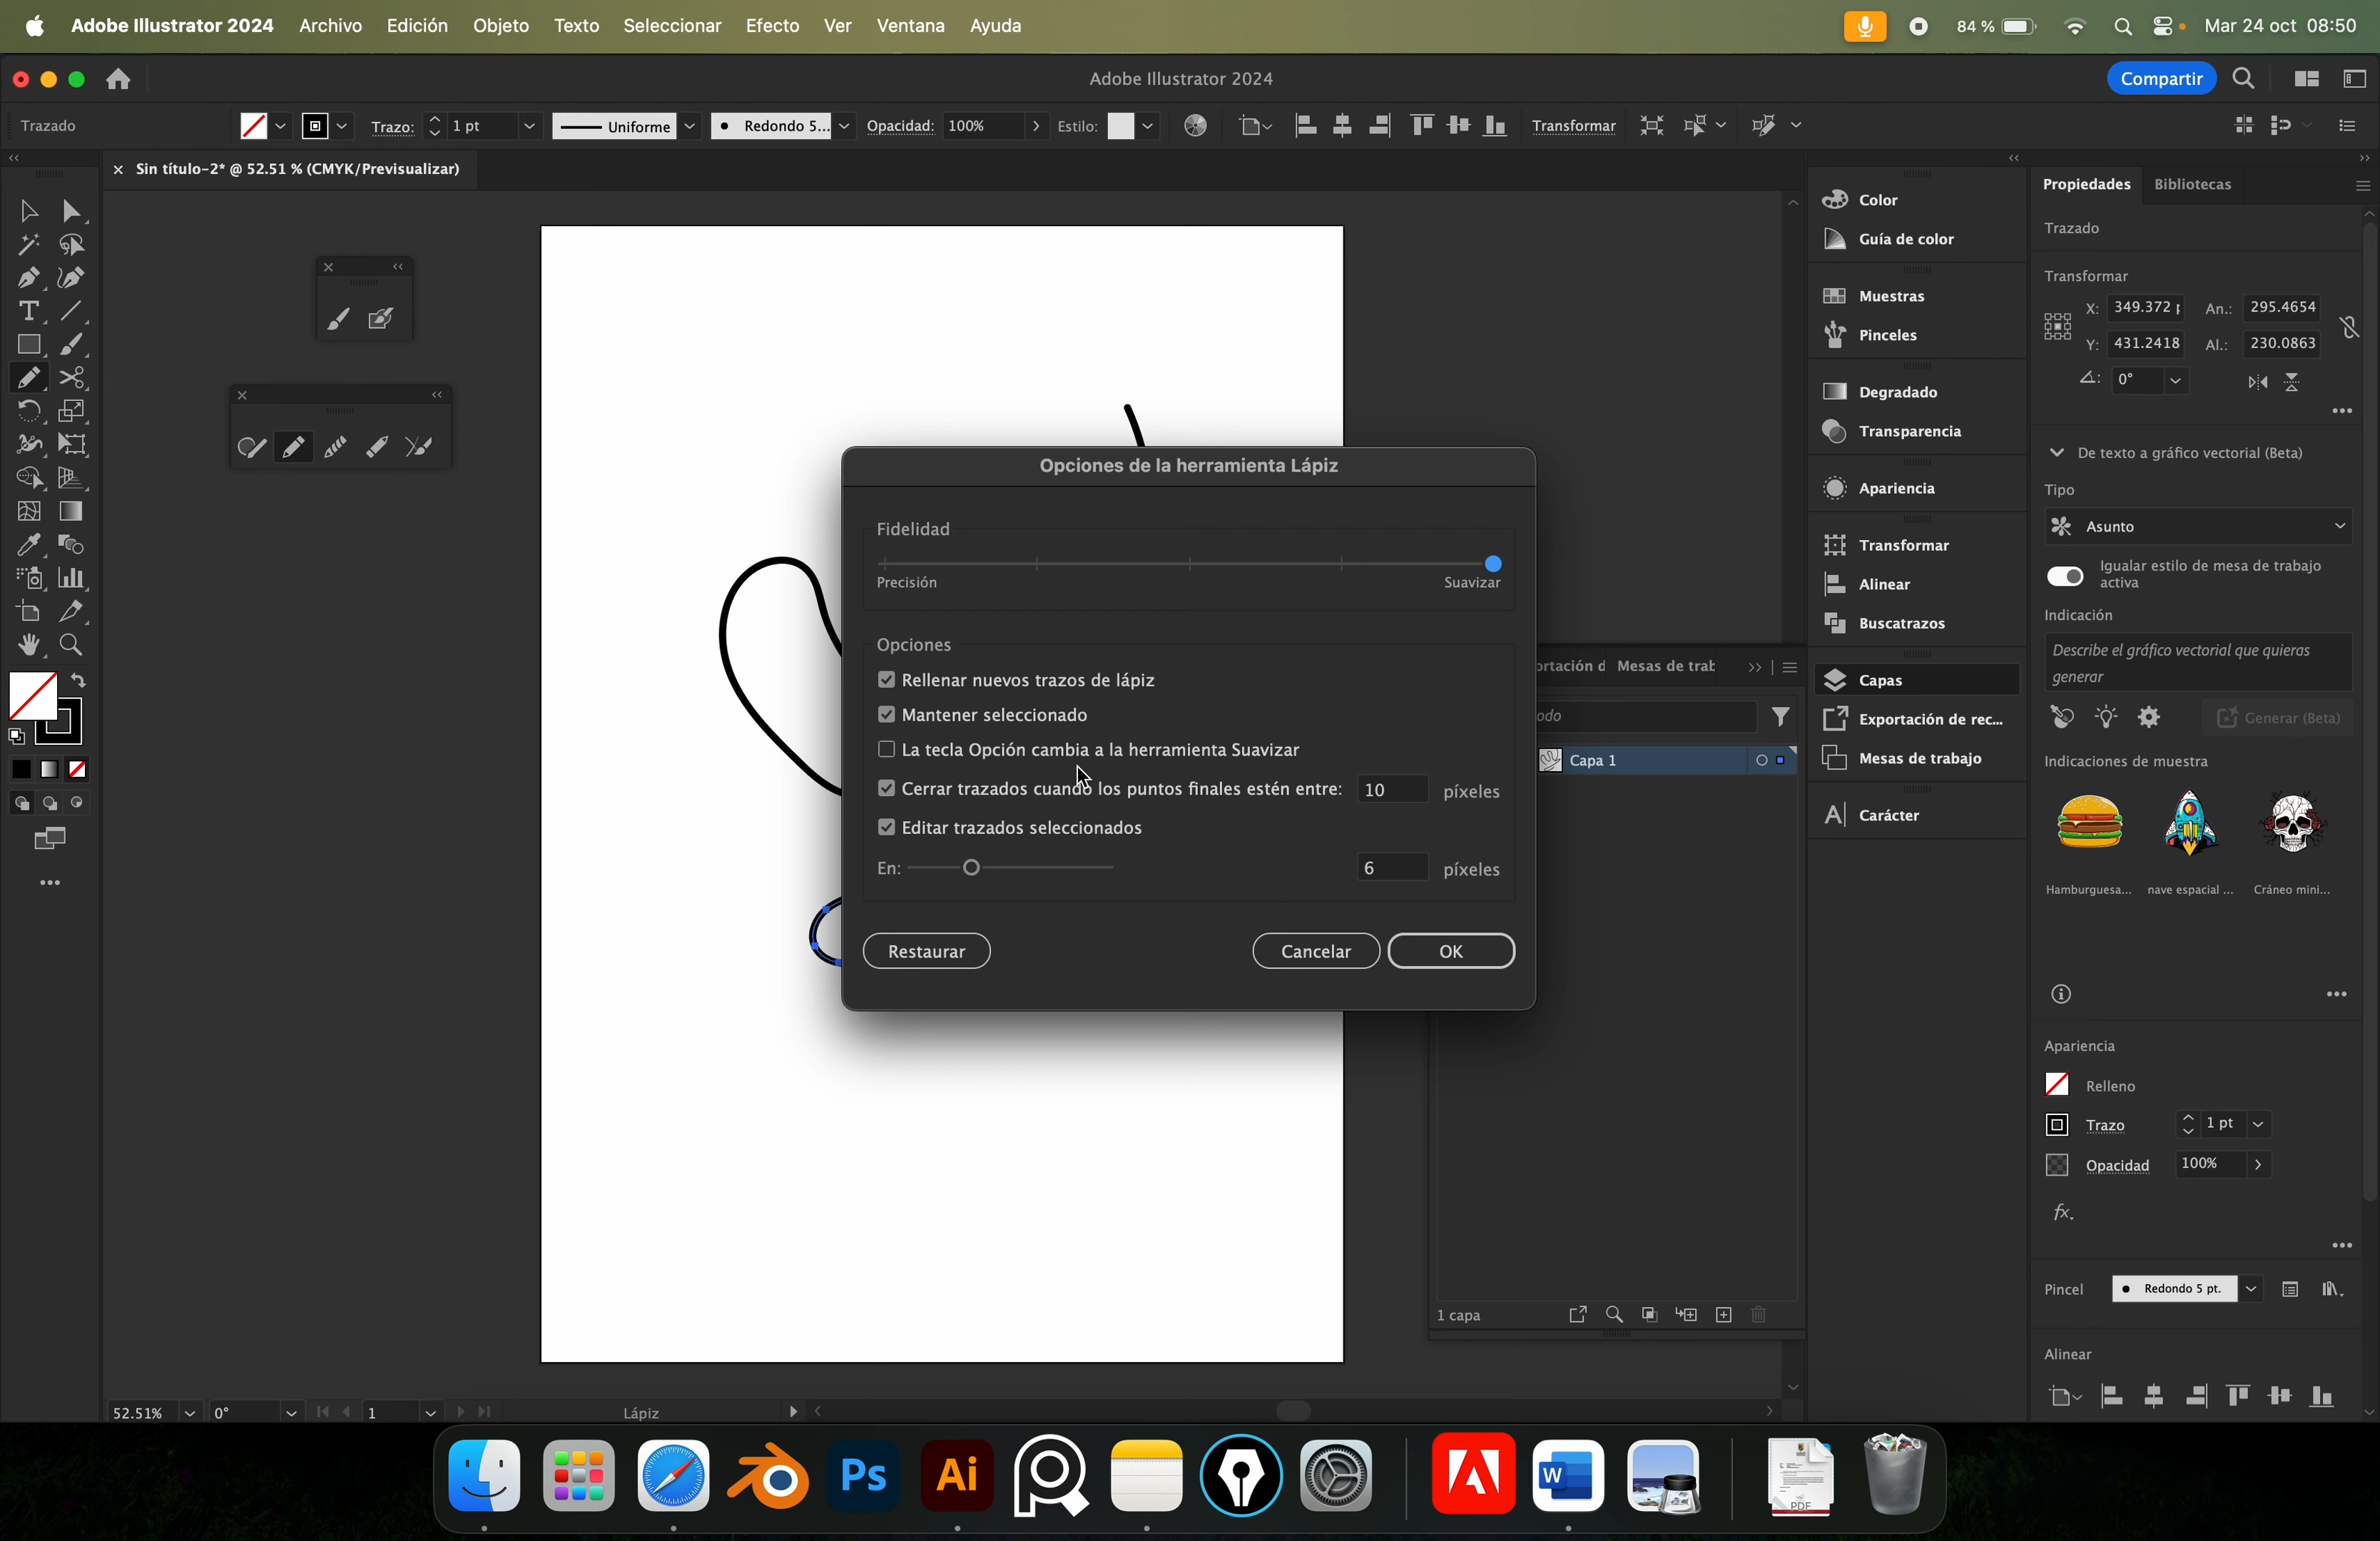 Adobe Illustrator 2024 Archivo Edición Objeto Texto Seleccionar Efecto Ver Ventana Ayuda 84 % Mar 24 oct 08:50
Adobe Illustrator 2024 Compartir
Trazado Trazo: 1 pt Uniforme Redondo 5... Opacidad: 100% Estilo: Transformar
Sin título-2* @ 52.51 % (CMYK/Previsualizar)
Opciones de la herramienta Lápiz
Fidelidad
Precisión Suavizar
Opciones
Rellenar nuevos trazos de lápiz
Mantener seleccionado
La tecla Opción cambia a la herramienta Suavizar
Cerrar trazados cuando los puntos finales estén entre: 10 píxeles
Editar trazados seleccionados
En: 6 píxeles
Restaurar Cancelar OK
Mesas de trab
Capa 1
1 capa
Color
Guía de color
Muestras
Pinceles
Degradado
Transparencia
Apariencia
Transformar
Alinear
Buscatrazos
Capas
Exportación de rec...
Mesas de trabajo
Carácter
Propiedades Bibliotecas
Trazado
Transformar
X: 349.372 An.: 295.4654
Y: 431.2418 Al.: 230.0863
0°
De texto a gráfico vectorial (Beta)
Tipo
Asunto
Igualar estilo de mesa de trabajo
activa
Indicación
Describe el gráfico vectorial que quieras
generar
Generar (Beta)
Indicaciones de muestra
Hamburguesa... nave espacial ... Cráneo mini...
Apariencia
Relleno
Trazo 1 pt
Opacidad 100%
fx.
Pincel Redondo 5 pt.
Alinear
52.51% 0° 1 Lápiz
Ps Ai W PDF